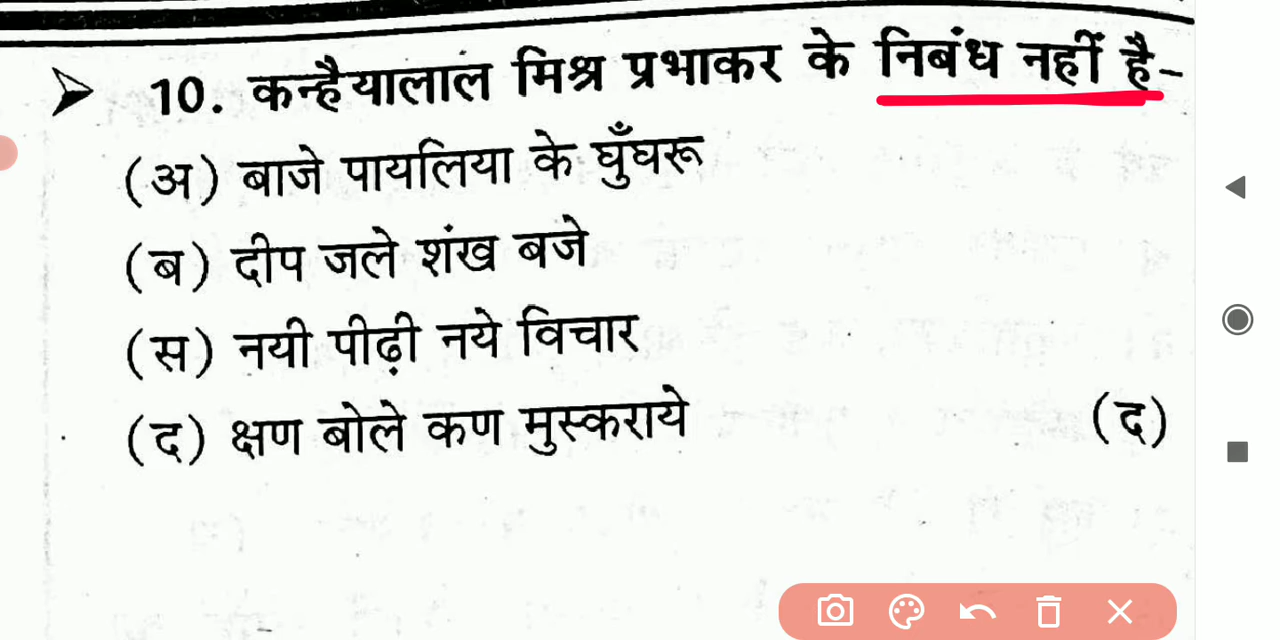 10. कन्हैयालाल मिश्र प्रभाकर के निबंध नहीं है-
(अ) बाजे पायलिया के घुँघरू
(ब) दीप जले शंख बजे
(स) नयी पीढ़ी नये विचार
(द) क्षण बोले कण मुस्कराये (द)